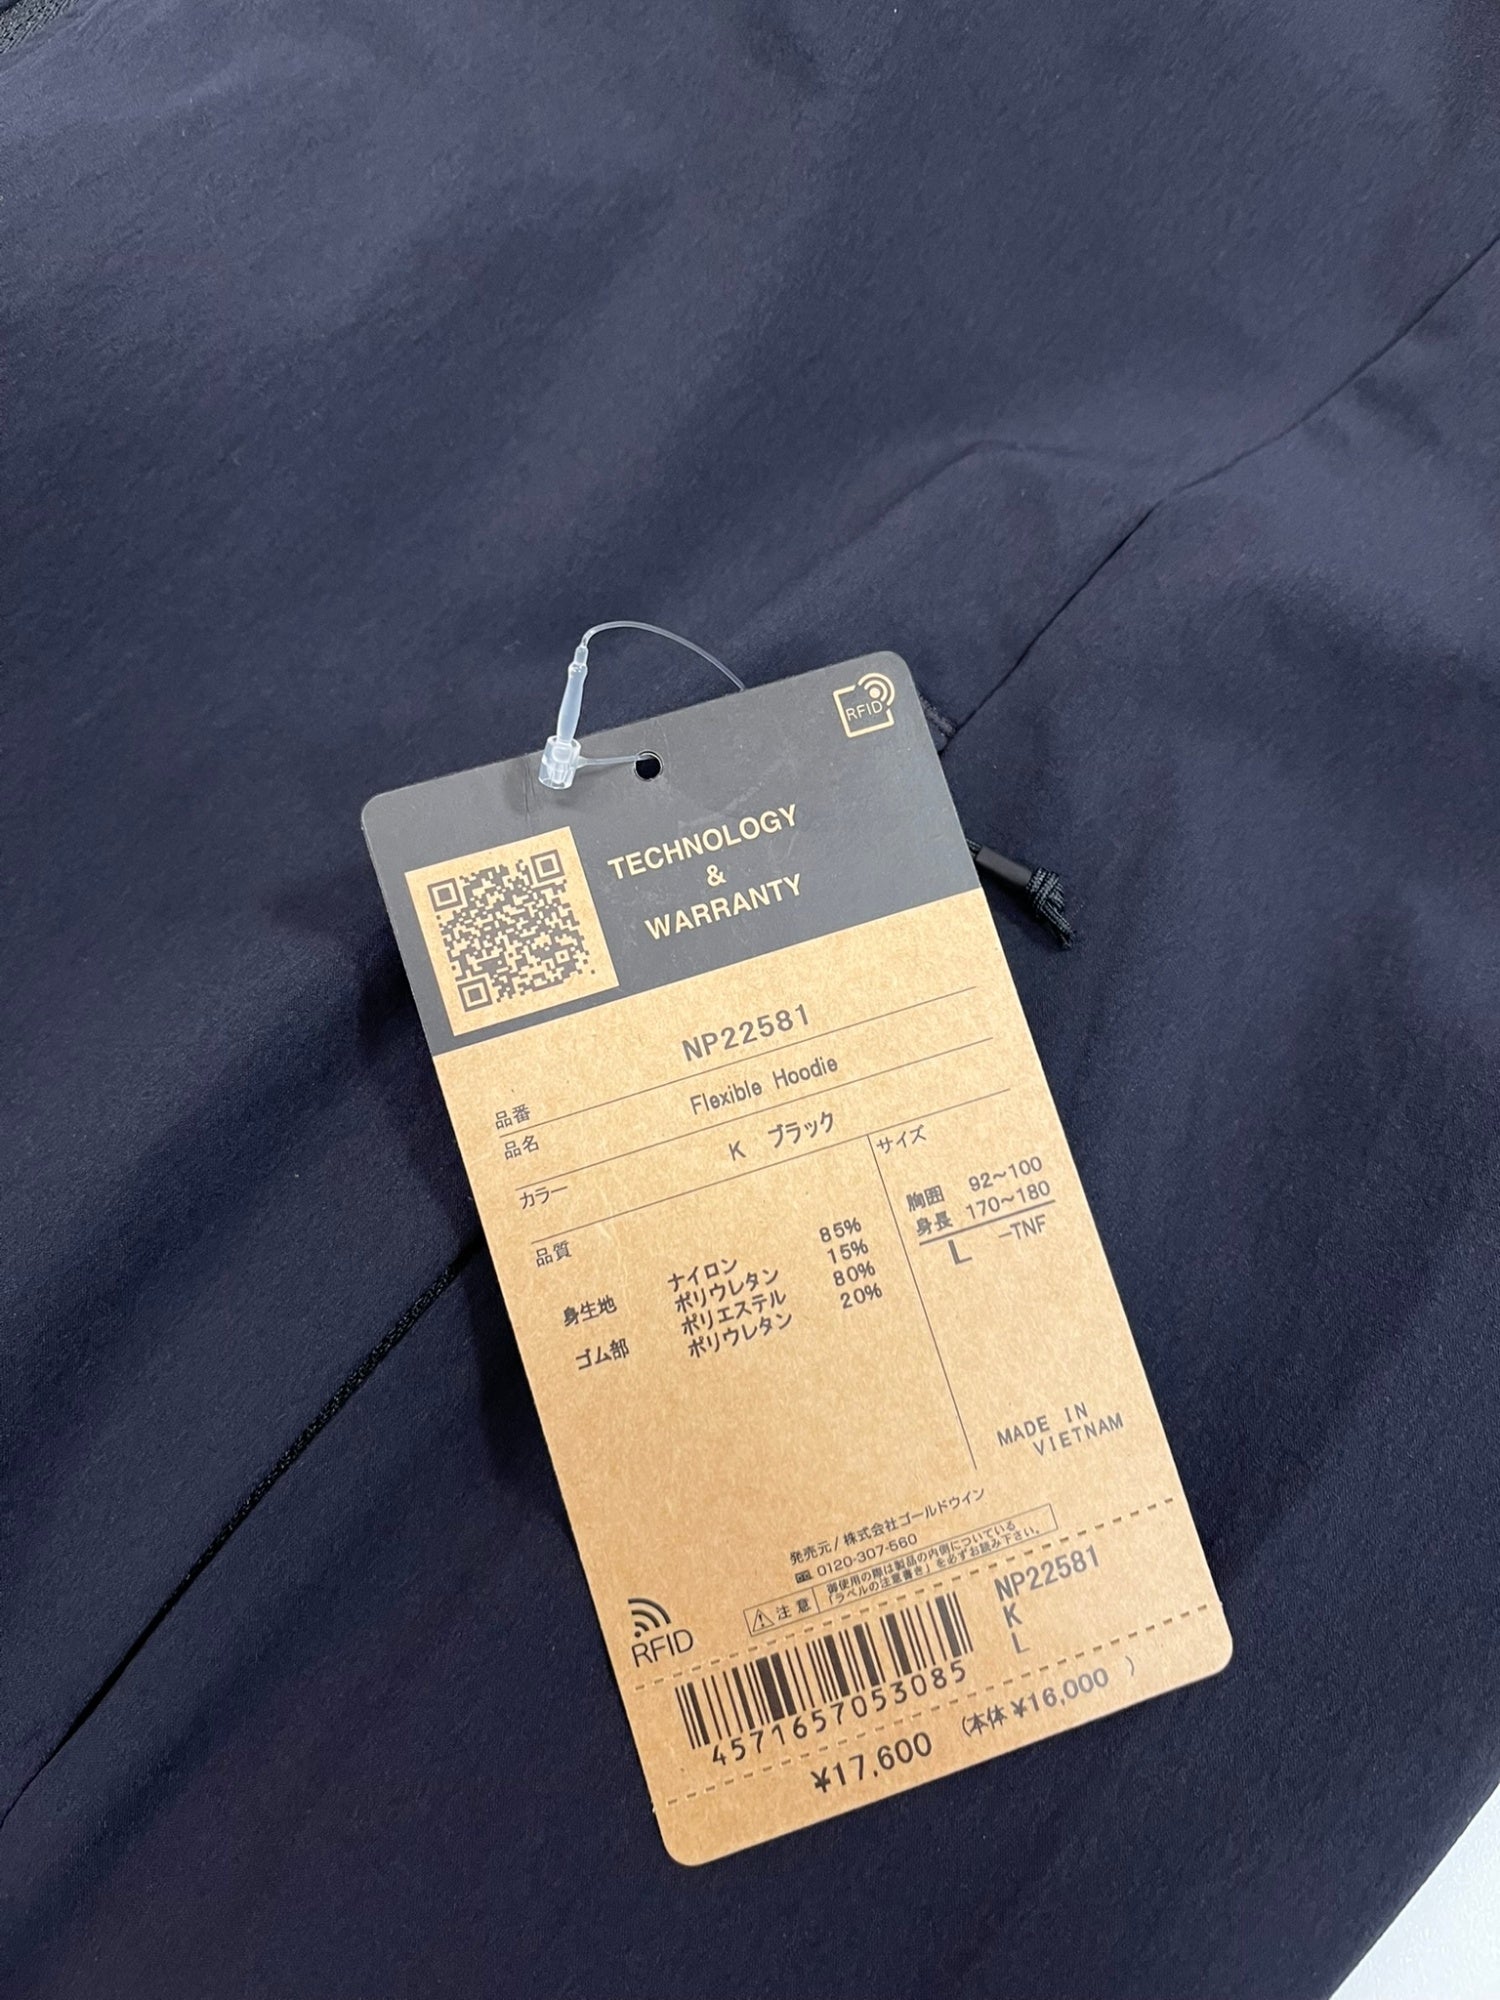 RFID
TECHNOLOGY
&
WARRANTY
品番 NP22581
品名 Flexible Hoodie
カラー K ブラック
品質
身生地 ナイロン 85%
ポリウレタン 15%
ゴム部 ポリエステル 80%
ポリウレタン 20%
サイズ
胸囲 92~100
身長 170~180
L -TNF
MADE IN
VIETNAM
発売元/株式会社ゴールドウイン
0120-307-560
注意 御使用の際は製品の内側についている
「ラベルの注意書き」を必ずお読み下さい。
RFID
NP22581
K
L
4571657053085
¥17,600 (本体 ¥16,000 )